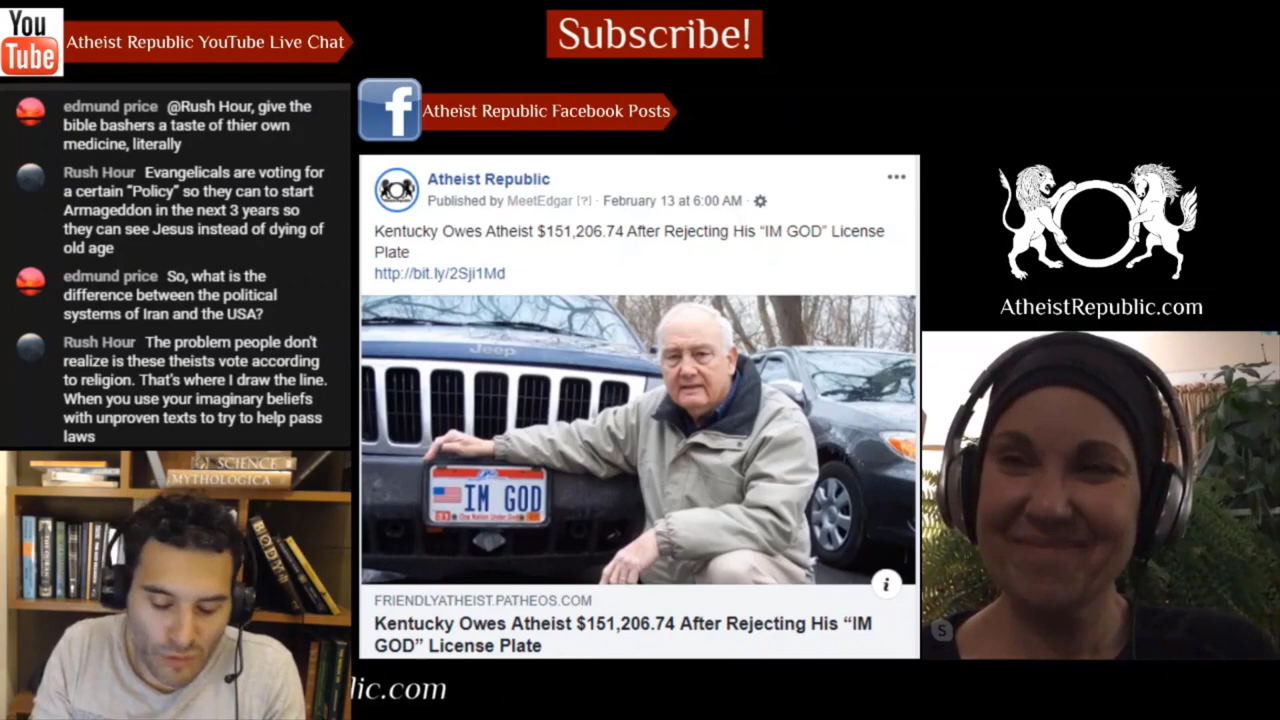 You
Tube
Atheist Republic YouTube Live Chat
Subscribe!
edmund price @Rush Hour, give the
bible bashers a taste of thier own
medicine, literally
Rush Hour Evangelicals are voting for
a certain “Policy” so they can to start
Armageddon in the next 3 years so
they can see Jesus instead of dying of
old age
edmund price So, what is the
difference between the political
systems of Iran and the USA?
Rush Hour The problem people don't
realize is these theists vote according
to religion. That's where I draw the line.
When you use your imaginary beliefs
with unproven texts to try to help pass
laws
f
Atheist Republic Facebook Posts
Atheist Republic
Published by MeetEdgar [?] · February 13 at 6:00 AM ·
Kentucky Owes Atheist $151,206.74 After Rejecting His “IM GOD” License
Plate
http://bit.ly/2Sji1Md
Jeep
IM GOD
One Nation Under God
i
FRIENDLYATHEIST.PATHEOS.COM
Kentucky Owes Atheist $151,206.74 After Rejecting His “IM
GOD” License Plate
AtheistRepublic.com
SCIENCE
MYTHOLOGICA
BODY
S
lic.com